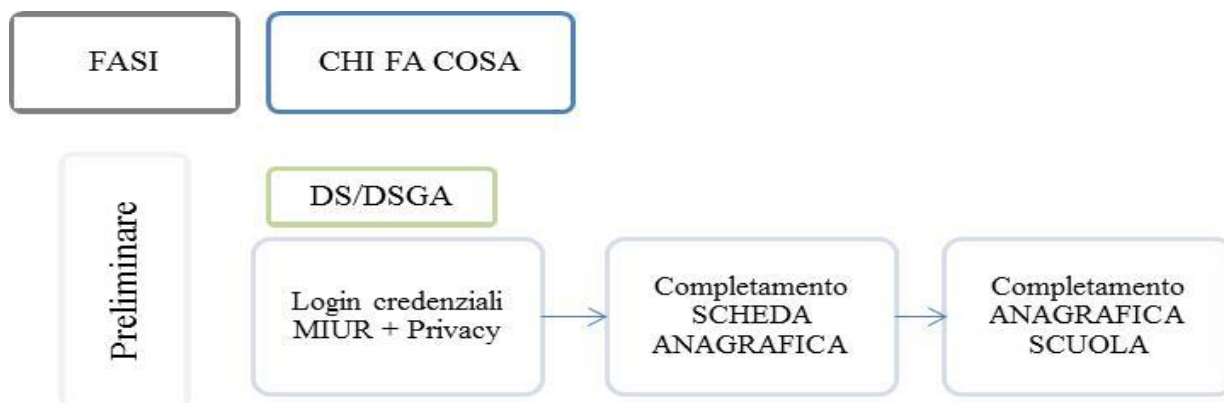 FASI
CHI FA COSA
Preliminare
DS/DSGA
Login credenziali
MIUR + Privacy
Completamento
SCHEDA
ANAGRAFICA
Completamento
ANAGRAFICA
SCUOLA